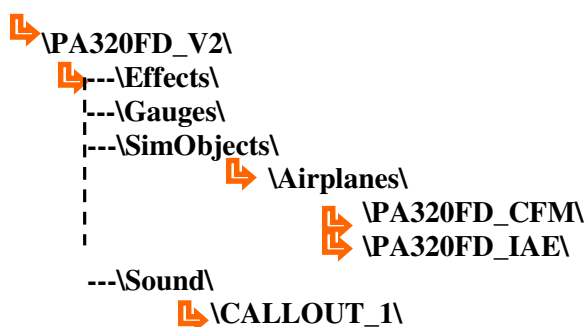 \PA320FD_V2\
---\Effects\
---\Gauges\
---\SimObjects\
\Airplanes\
\PA320FD_CFM\
\PA320FD_IAE\
---\Sound\
\CALLOUT_1\